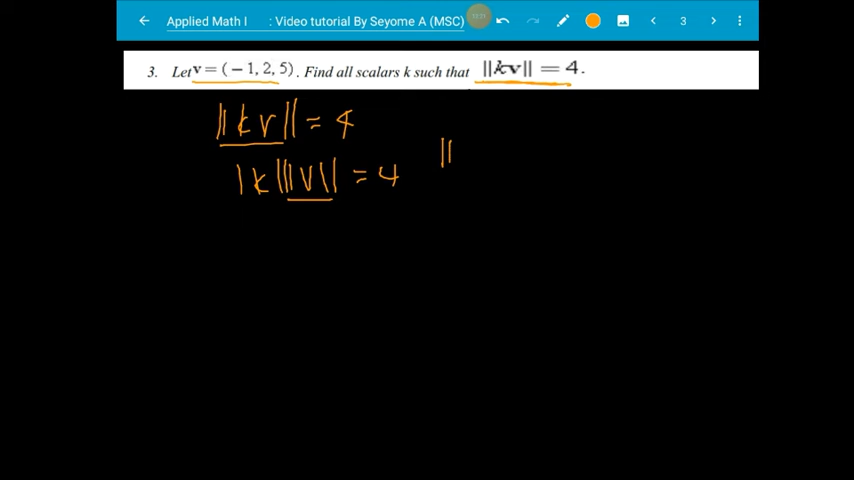 Applied Math I : Video tutorial By Seyome A (MSC) 3
3. Let v = (−1, 2, 5). Find all scalars k such that ||kv|| = 4.
||kv|| = 4
|k|||v|| = 4 ||